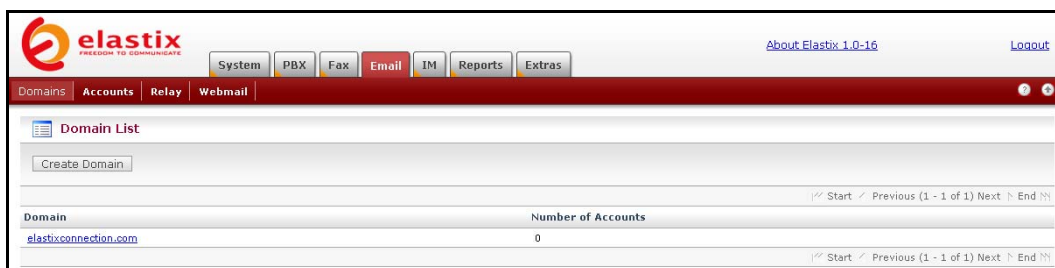 elastix
FREEDOM TO COMMUNICATE
About Elastix 1.0-16 Logout
System PBX Fax Email IM Reports Extras
Domains Accounts Relay Webmail
Domain List
Create Domain
Start Previous (1 - 1 of 1) Next End
Domain Number of Accounts
elastixconnection.com 0
Start Previous (1 - 1 of 1) Next End